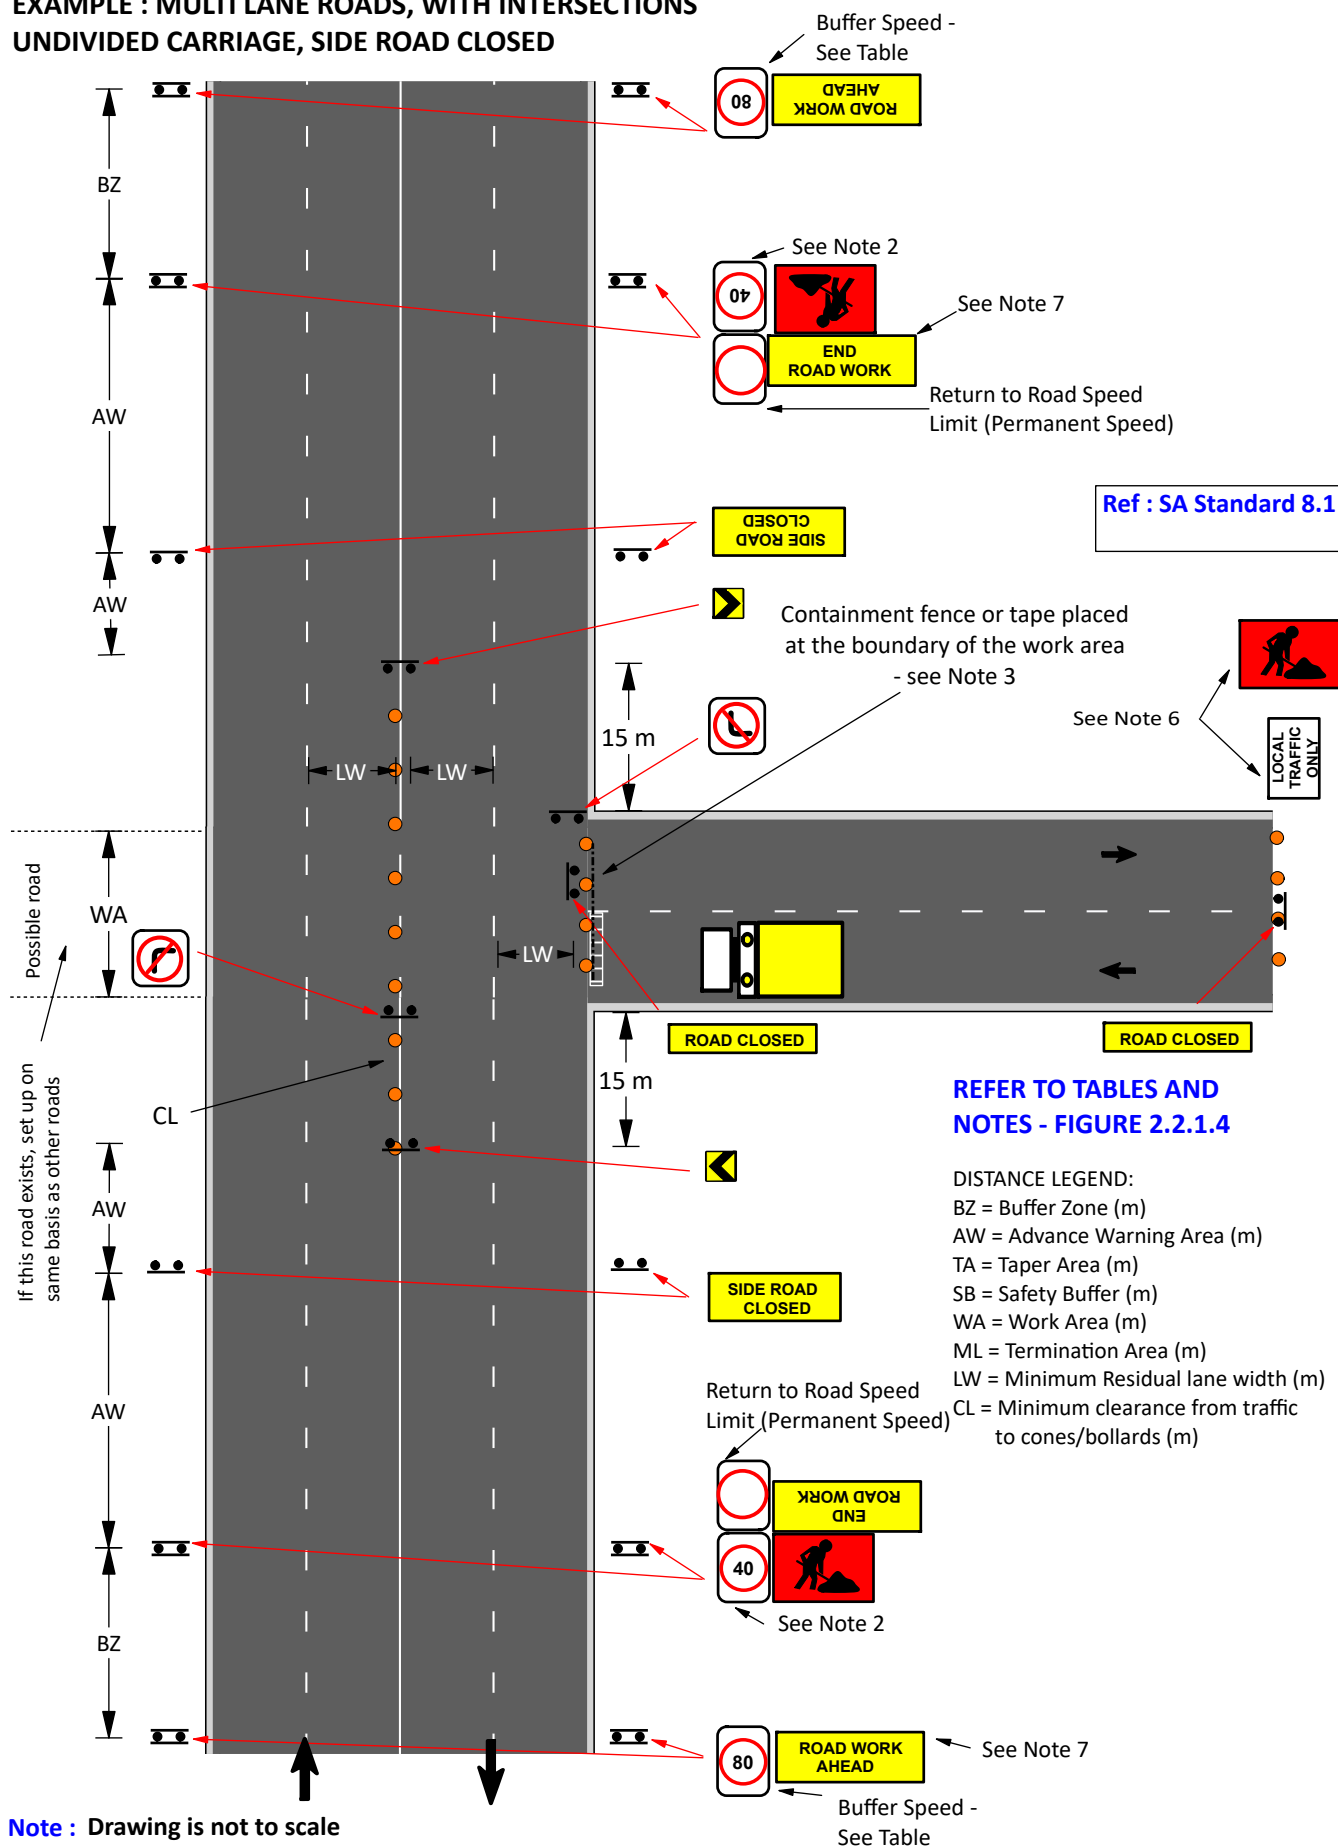 EXAMPLE : MULTI LANE ROADS, WITH INTERSECTIONS
UNDIVIDED CARRIAGE, SIDE ROAD CLOSED
Buffer Speed -
See Table
80
ROAD WORK
AHEAD
BZ
See Note 2
40
See Note 7
END
ROAD WORK
Return to Road Speed
Limit (Permanent Speed)
AW
Ref : SA Standard 8.1
SIDE ROAD
CLOSED
AW
Containment fence or tape placed
at the boundary of the work area
- see Note 3
See Note 6
LOCAL
TRAFFIC
ONLY
15 m
LW
LW
Possible road
WA
LW
ROAD CLOSED
ROAD CLOSED
If this road exists, set up on
same basis as other roads
CL
15 m
REFER TO TABLES AND
NOTES - FIGURE 2.2.1.4
DISTANCE LEGEND:
BZ = Buffer Zone (m)
AW = Advance Warning Area (m)
TA = Taper Area (m)
SB = Safety Buffer (m)
WA = Work Area (m)
ML = Termination Area (m)
LW = Minimum Residual lane width (m)
CL = Minimum clearance from traffic
to cones/bollards (m)
AW
SIDE ROAD
CLOSED
AW
Return to Road Speed
Limit (Permanent Speed)
END
ROAD WORK
40
See Note 2
BZ
80
ROAD WORK
AHEAD
See Note 7
Buffer Speed -
See Table
Note : Drawing is not to scale